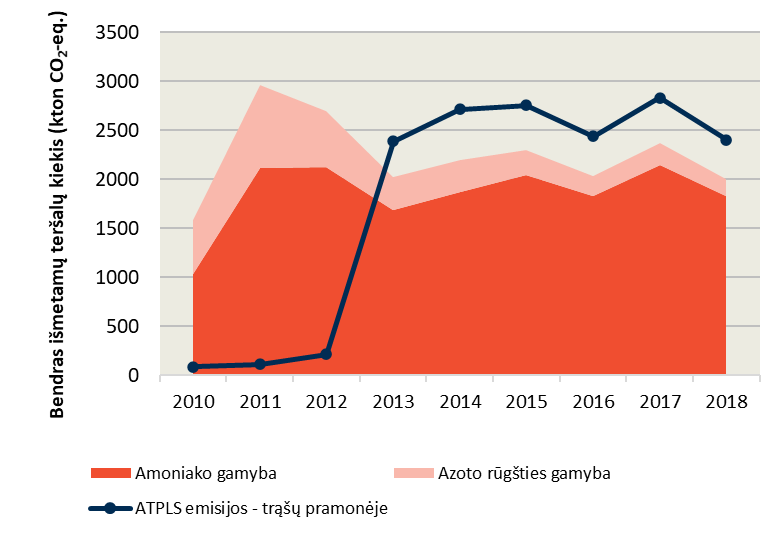 Bendras išmetamų teršalų kiekis (kton CO₂-eq.)
3500
3000
2500
2000
1500
1000
500
0
2010 2011 2012 2013 2014 2015 2016 2017 2018
Amoniako gamyba
Azoto rūgšties gamyba
ATPLS emisijos - trąšų pramonėje